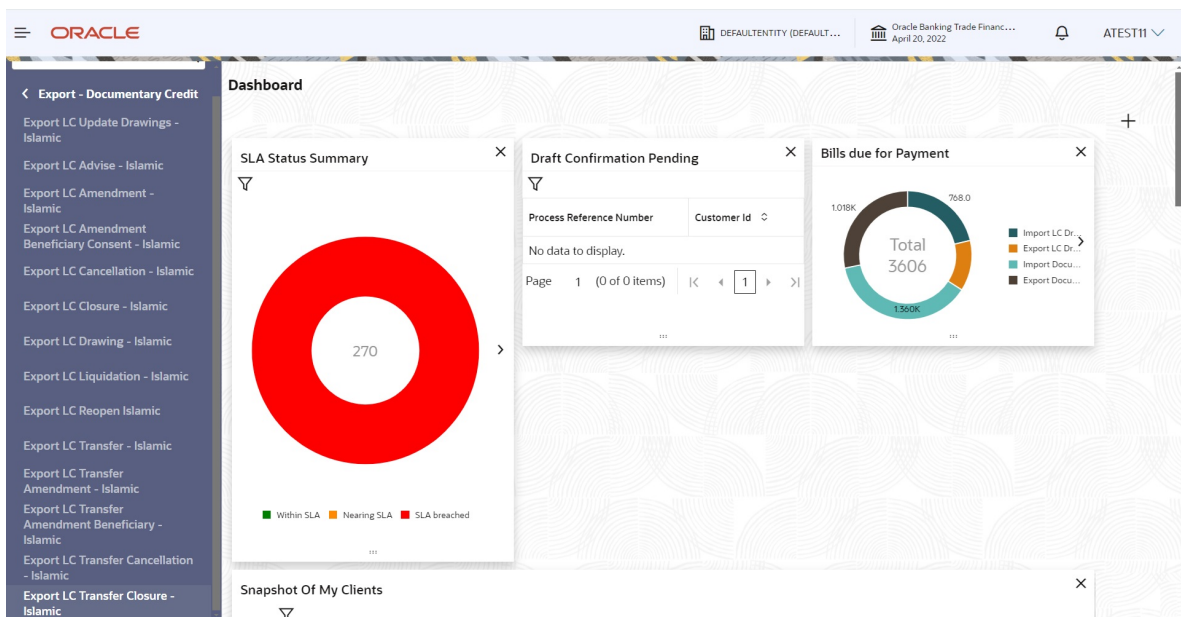 ORACLE
DEFAULTENTITY (DEFAULT...
Oracle Banking Trade Financ...
April 20, 2022
ATEST11
Export - Documentary Credit
Export LC Update Drawings -
Islamic
Export LC Advise - Islamic
Export LC Amendment -
Islamic
Export LC Amendment
Beneficiary Consent - Islamic
Export LC Cancellation - Islamic
Export LC Closure - Islamic
Export LC Drawing - Islamic
Export LC Liquidation - Islamic
Export LC Reopen Islamic
Export LC Transfer - Islamic
Export LC Transfer
Amendment - Islamic
Export LC Transfer
Amendment Beneficiary -
Islamic
Export LC Transfer Cancellation
- Islamic
Export LC Transfer Closure -
Islamic
Dashboard
SLA Status Summary
270
Within SLA Nearing SLA SLA breached
Draft Confirmation Pending
Process Reference Number Customer Id
No data to display.
Page 1 (0 of 0 items) 1
Bills due for Payment
1.018K
768.0
Total
3606
1.360K
Import LC Dr...
Export LC Dr...
Import Docu...
Export Docu...
Snapshot Of My Clients